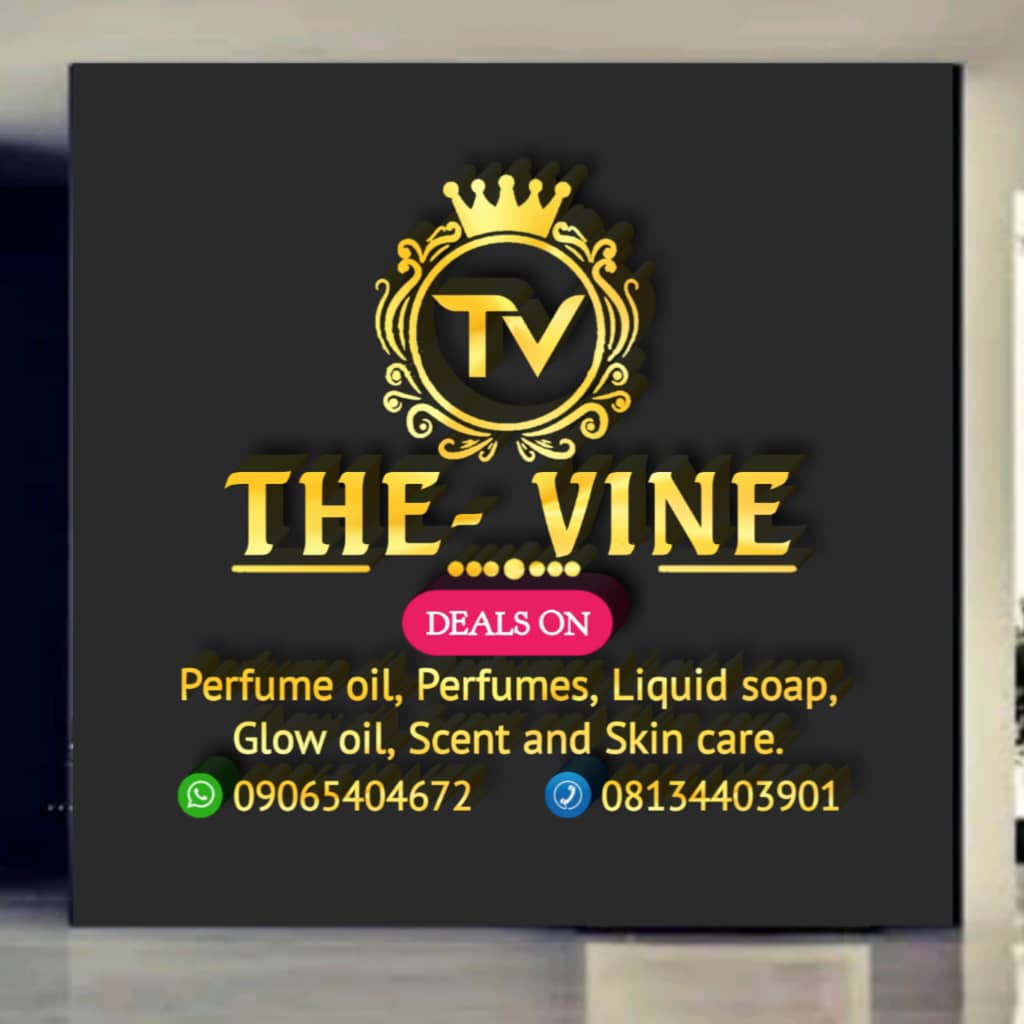 TV
THE- VINE
DEALS ON
Perfume oil, Perfumes, Liquid soap,
Glow oil, Scent and Skin care.
09065404672 08134403901